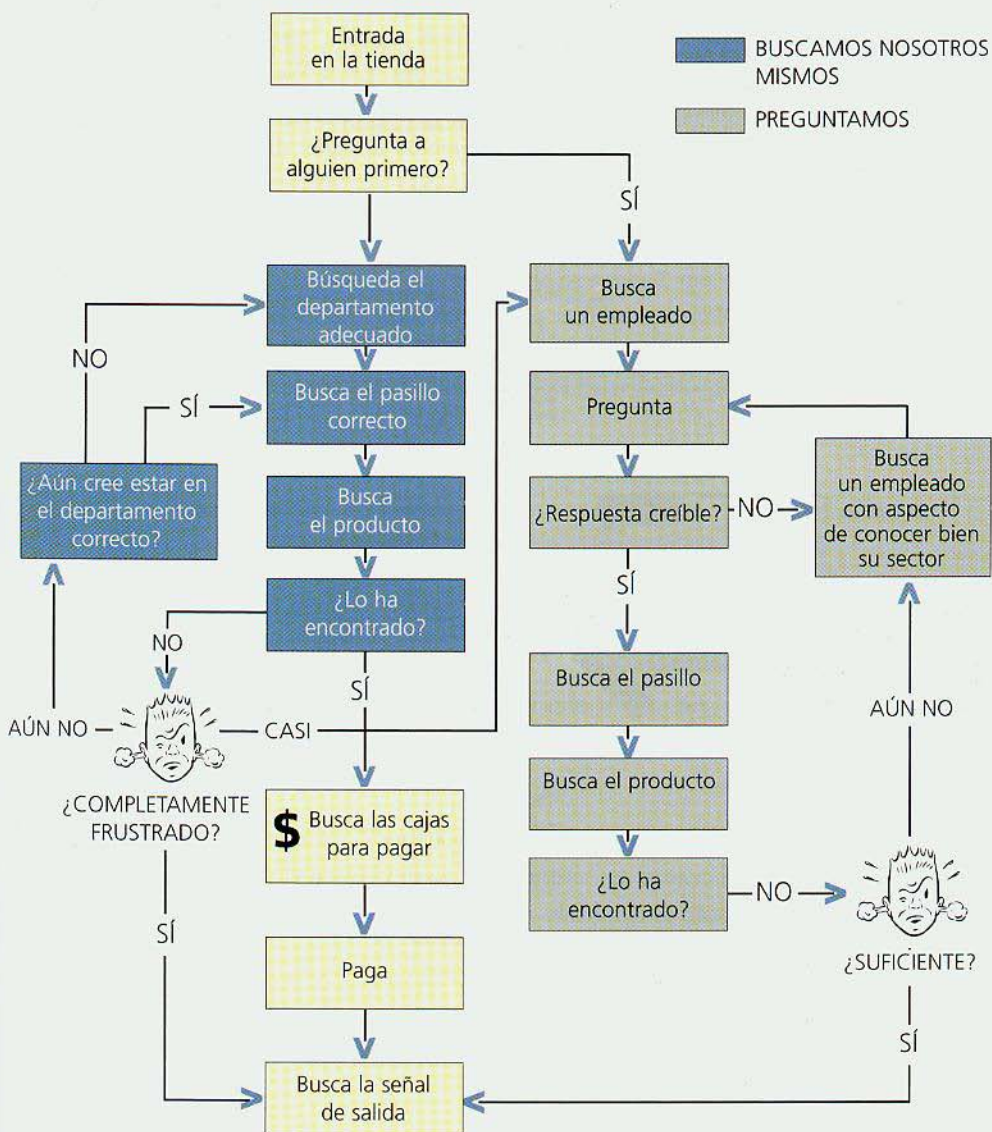 Entrada
en la tienda
BUSCAMOS NOSOTROS
MISMOS
PREGUNTAMOS
¿Pregunta a
alguien primero?
SÍ
Búsqueda el
departamento
adecuado
Busca
un empleado
NO
SÍ
Busca el pasillo
correcto
Pregunta
¿Aún cree estar en
el departamento
correcto?
Busca
el producto
¿Respuesta creíble?
NO
Busca
un empleado
con aspecto
de conocer bien
su sector
¿Lo ha
encontrado?
NO
SÍ
SÍ
Busca el pasillo
AÚN NO
CASI
AÚN NO
¿COMPLETAMENTE
FRUSTRADO?
$ Busca las cajas
para pagar
Busca el producto
¿Lo ha
encontrado?
NO
¿SUFICIENTE?
SÍ
Paga
SÍ
Busca la señal
de salida